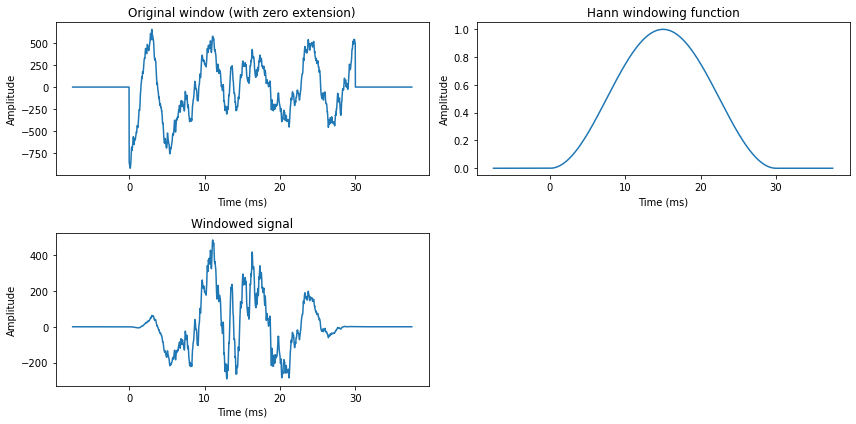 Original window (with zero extension)
500
250
0
−250
−500
−750
Amplitude
0 10 20 30
Time (ms)
Hann windowing function
1.0
0.8
0.6
0.4
0.2
0.0
Amplitude
0 10 20 30
Time (ms)
Windowed signal
400
200
0
−200
Amplitude
0 10 20 30
Time (ms)